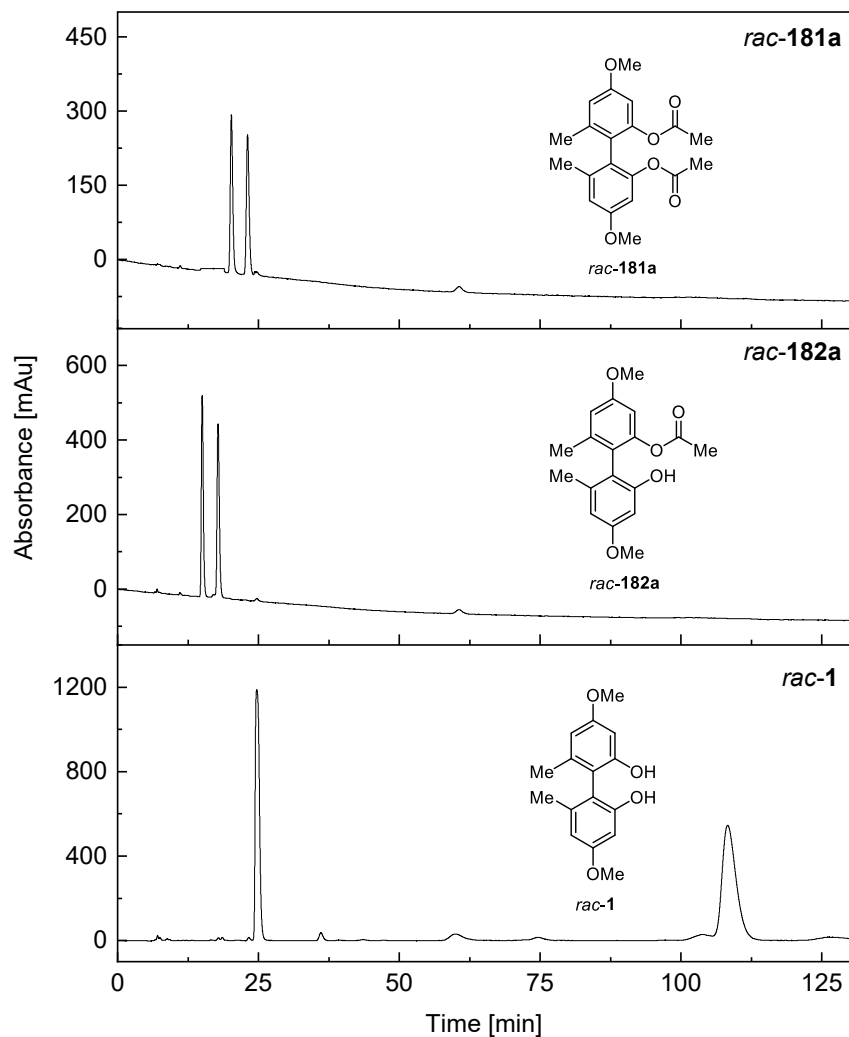 rac-181a
450
300
150
0
OMe
O
Me
O
Me
Me
O
Me
O
OMe
rac-181a
rac-182a
600
400
200
0
OMe
O
Me
O
Me
Me
OH
OMe
rac-182a
rac-1
1200
800
400
0
OMe
Me
OH
Me
OH
OMe
rac-1
Absorbance [mAu]
0
25
50
75
100
125
Time [min]